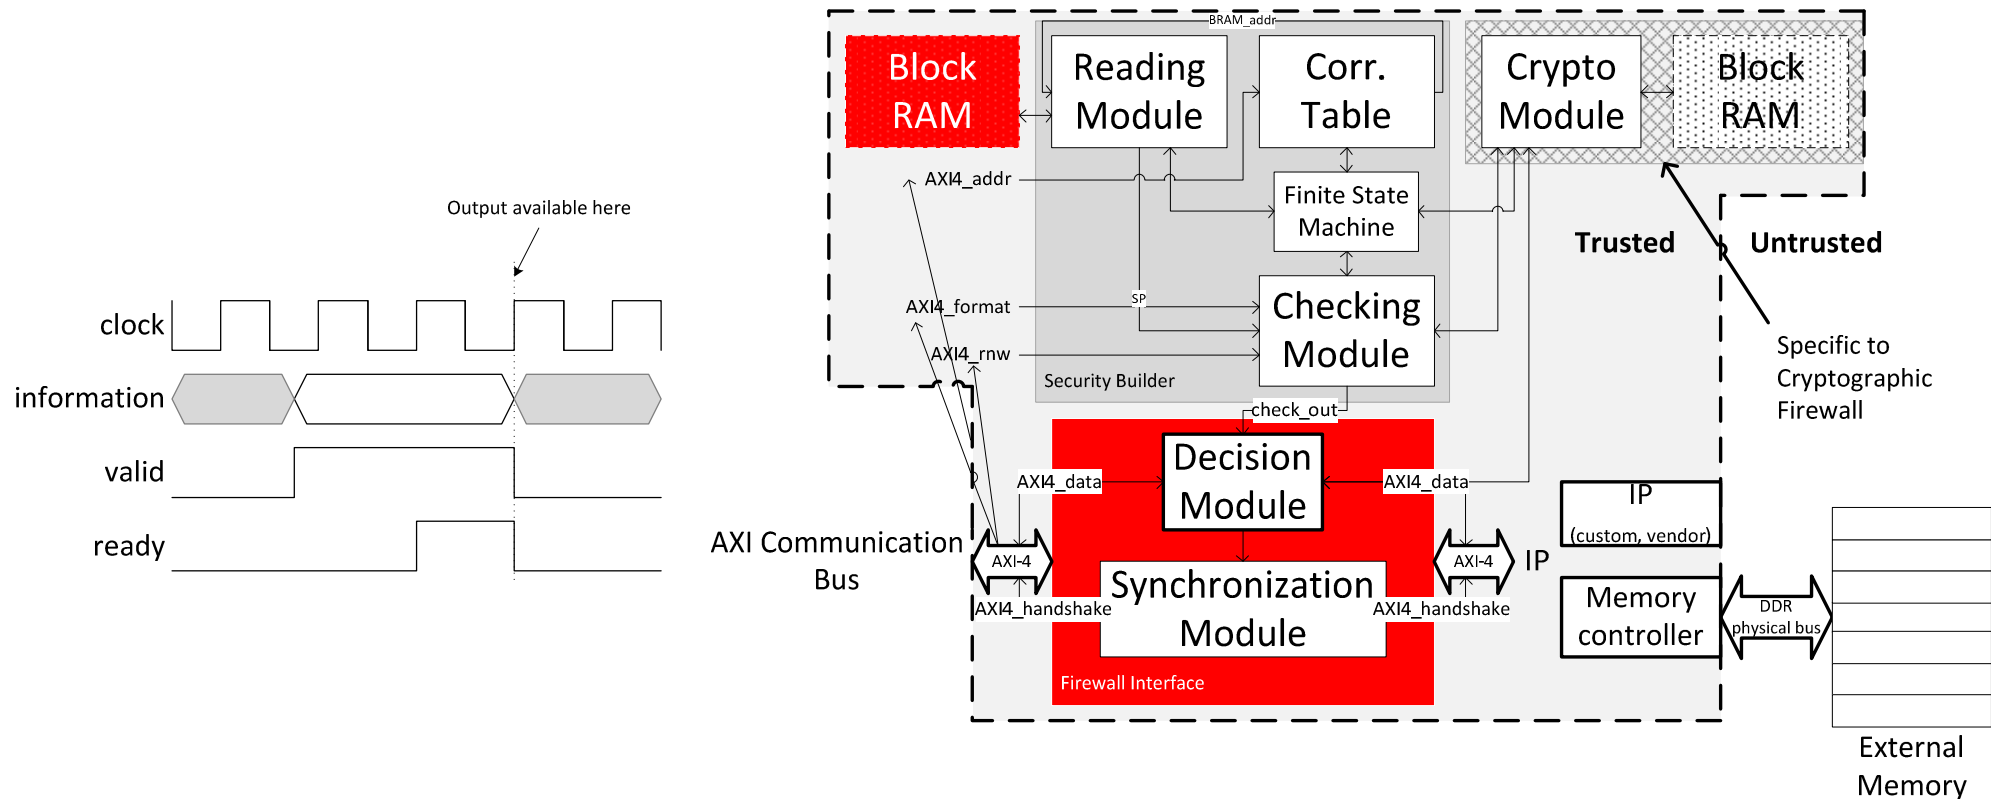 Output available here
clock
information
valid
ready
BRAM_addr
Block
RAM
Reading
Module
Corr.
Table
Crypto
Module
Block
RAM
AXI4_addr
Finite State
Machine
Trusted
Untrusted
AXI4_format
SP
Checking
Module
AXI4_rnw
Security Builder
Specific to
Cryptographic
Firewall
check_out
Decision
Module
AXI4_data
AXI4_data
IP
(custom, vendor)
AXI Communication
Bus
AXI-4
AXI-4
IP
Synchronization
Module
AXI4_handshake
AXI4_handshake
Memory
controller
DDR
physical bus
Firewall Interface
External
Memory